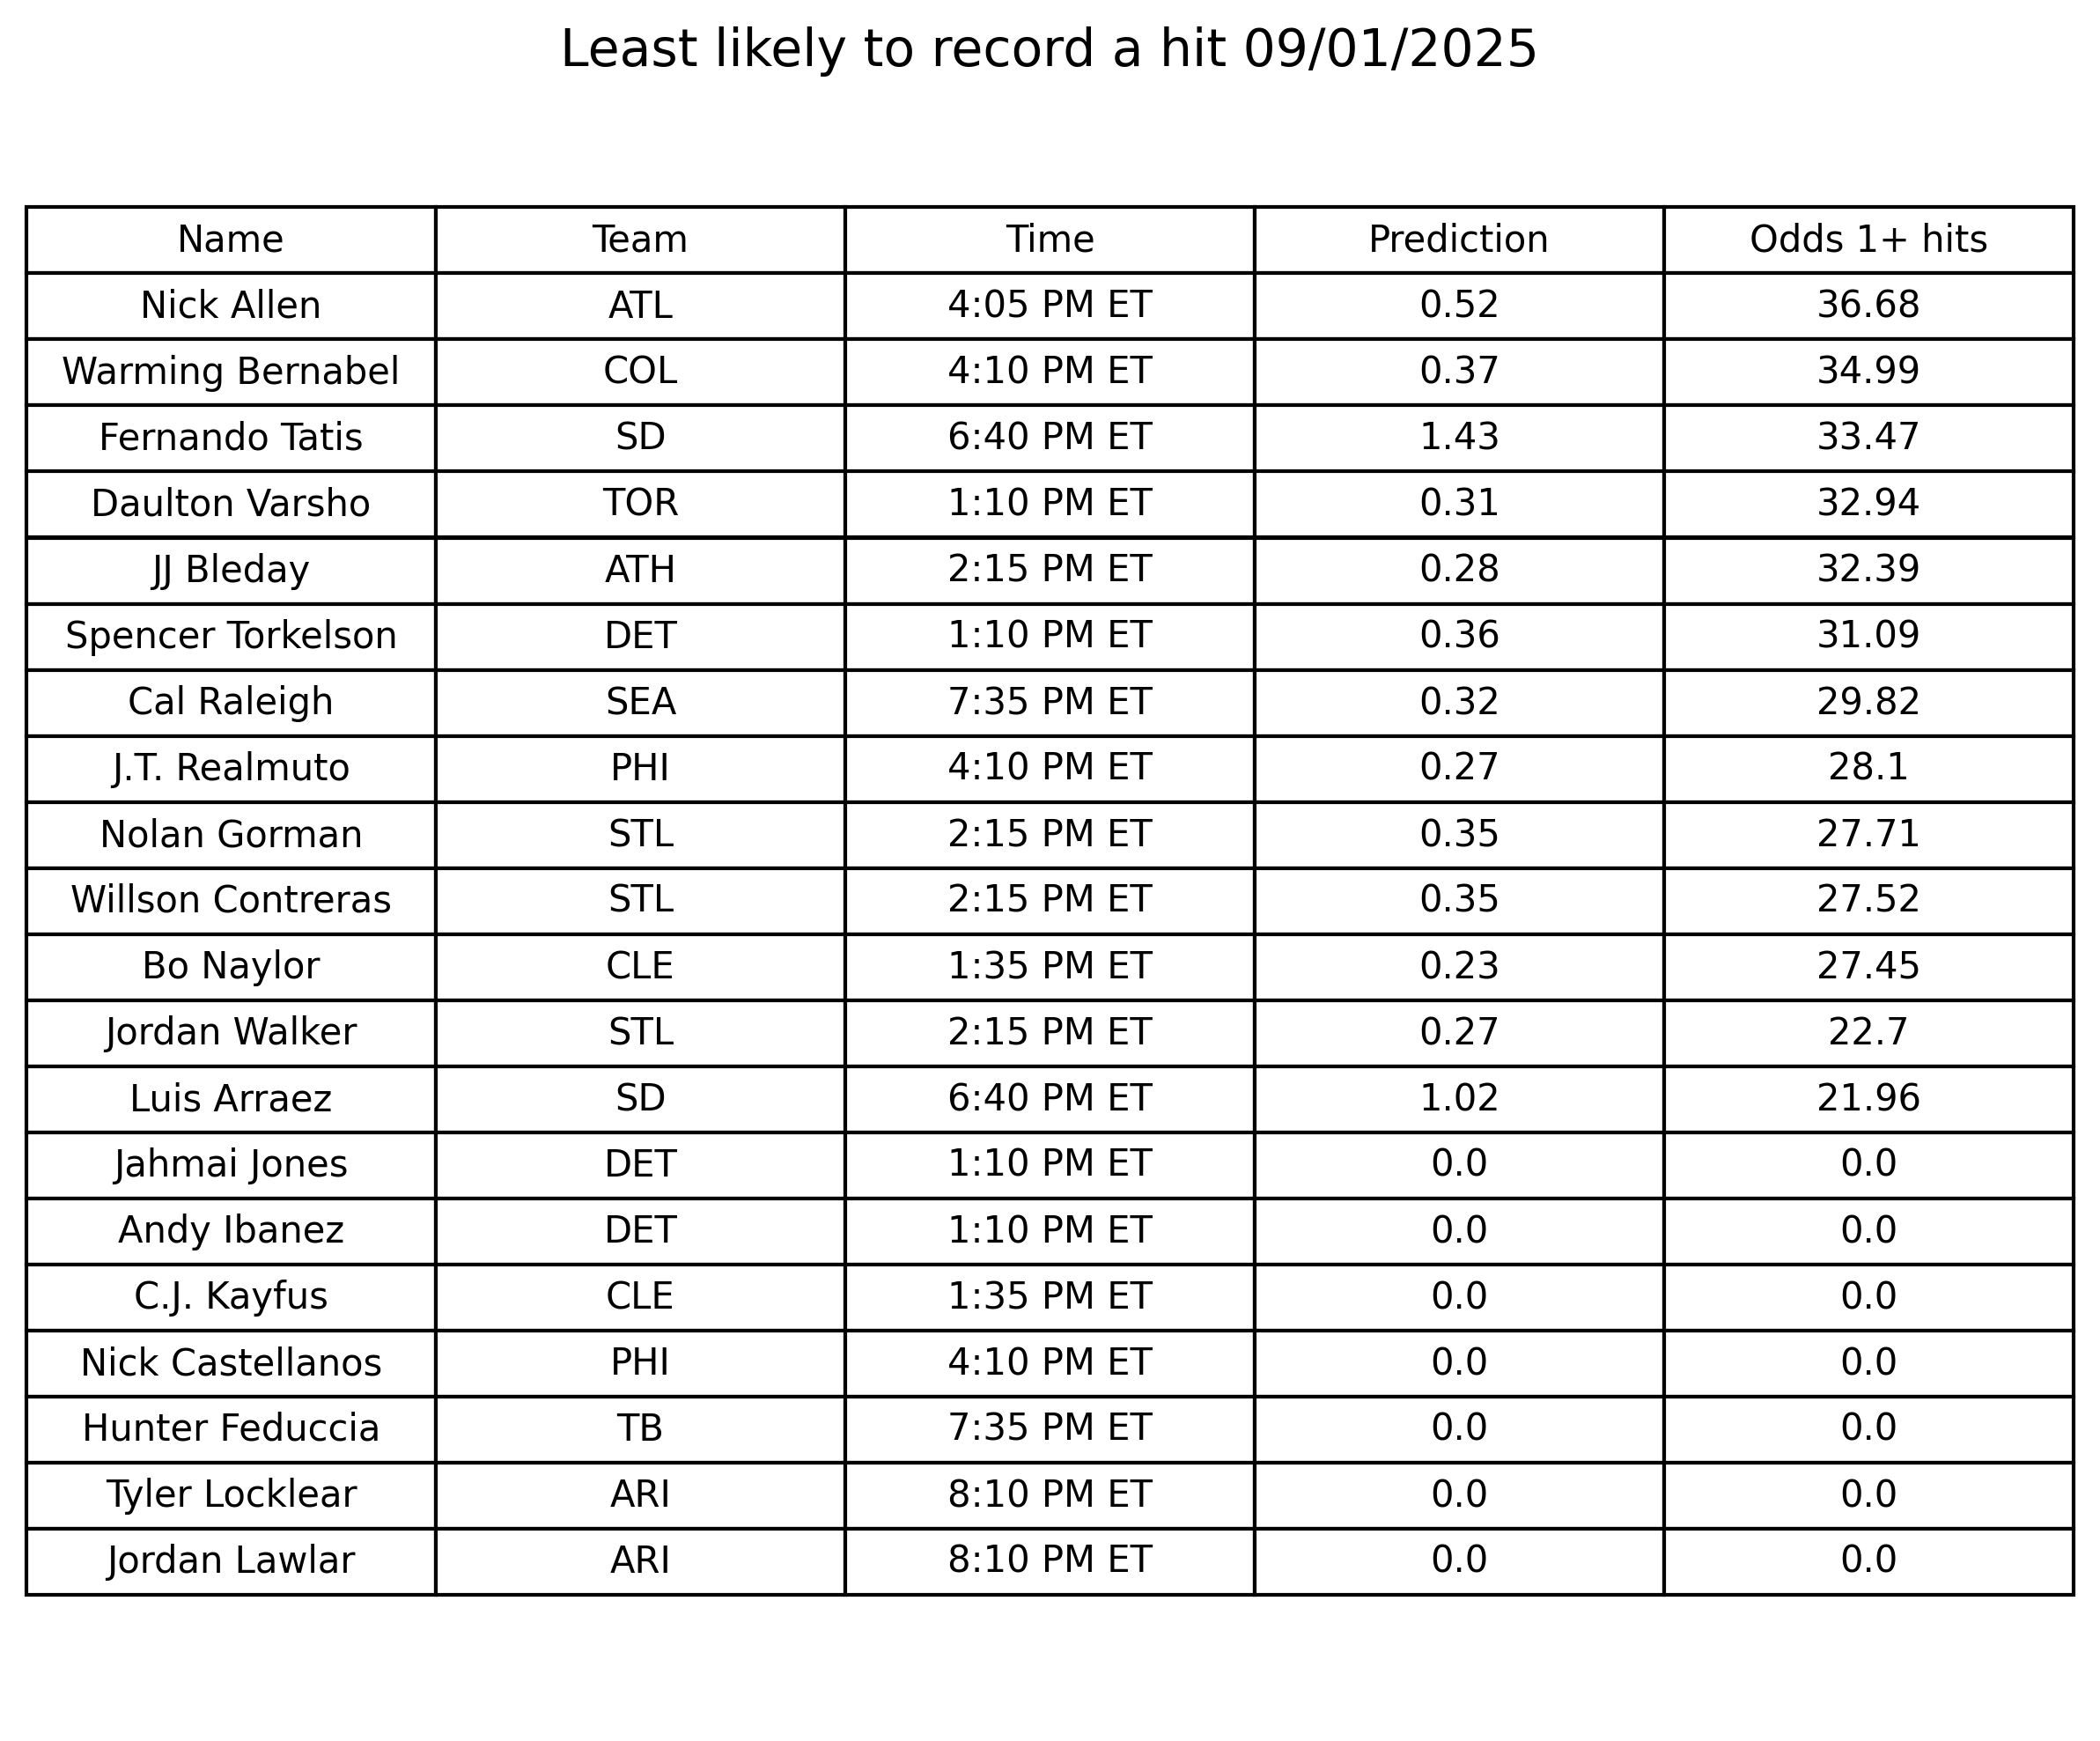 Least likely to record a hit 09/01/2025
Name Team Time Prediction Odds 1+ hits
Nick Allen ATL 4:05 PM ET 0.52 36.68
Warming Bernabel COL 4:10 PM ET 0.37 34.99
Fernando Tatis SD 6:40 PM ET 1.43 33.47
Daulton Varsho TOR 1:10 PM ET 0.31 32.94
JJ Bleday ATH 2:15 PM ET 0.28 32.39
Spencer Torkelson DET 1:10 PM ET 0.36 31.09
Cal Raleigh SEA 7:35 PM ET 0.32 29.82
J.T. Realmuto PHI 4:10 PM ET 0.27 28.1
Nolan Gorman STL 2:15 PM ET 0.35 27.71
Willson Contreras STL 2:15 PM ET 0.35 27.52
Bo Naylor CLE 1:35 PM ET 0.23 27.45
Jordan Walker STL 2:15 PM ET 0.27 22.7
Luis Arraez SD 6:40 PM ET 1.02 21.96
Jahmai Jones DET 1:10 PM ET 0.0 0.0
Andy Ibanez DET 1:10 PM ET 0.0 0.0
C.J. Kayfus CLE 1:35 PM ET 0.0 0.0
Nick Castellanos PHI 4:10 PM ET 0.0 0.0
Hunter Feduccia TB 7:35 PM ET 0.0 0.0
Tyler Locklear ARI 8:10 PM ET 0.0 0.0
Jordan Lawlar ARI 8:10 PM ET 0.0 0.0